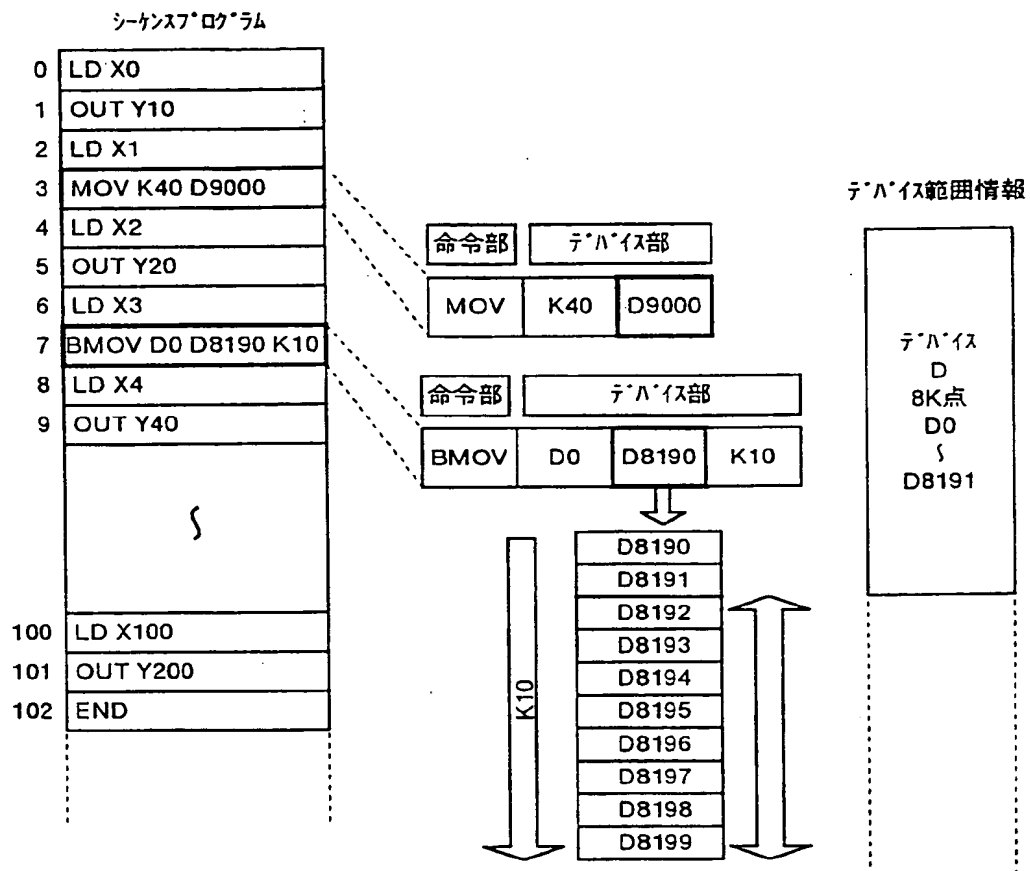 シーケンスプログラム
0 LD X0
1 OUT Y10
2 LD X1
3 MOV K40 D9000
4 LD X2
5 OUT Y20
6 LD X3
7 BMOV D0 D8190 K10
8 LD X4
9 OUT Y40
〜
100 LD X100
101 OUT Y200
102 END
命令部 デバイス部
MOV K40 D9000
命令部 デバイス部
BMOV D0 D8190 K10
K10
D8190
D8191
D8192
D8193
D8194
D8195
D8196
D8197
D8198
D8199
デバイス範囲情報
デバイス
D
8K点
D0
〜
D8191